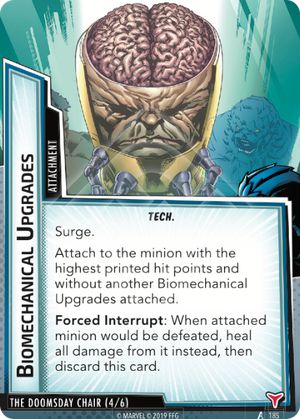 BIOMECHANICAL UPGRADES
ATTACHMENT
TECH.
Surge.
Attach to the minion with the
highest printed hit points and
without another Biomechanical
Upgrades attached.
Forced Interrupt: When attached
minion would be defeated, heal
all damage from it instead, then
discard this card.
THE DOOMSDAY CHAIR (4/6)
© MARVEL © 2019 FFG
185